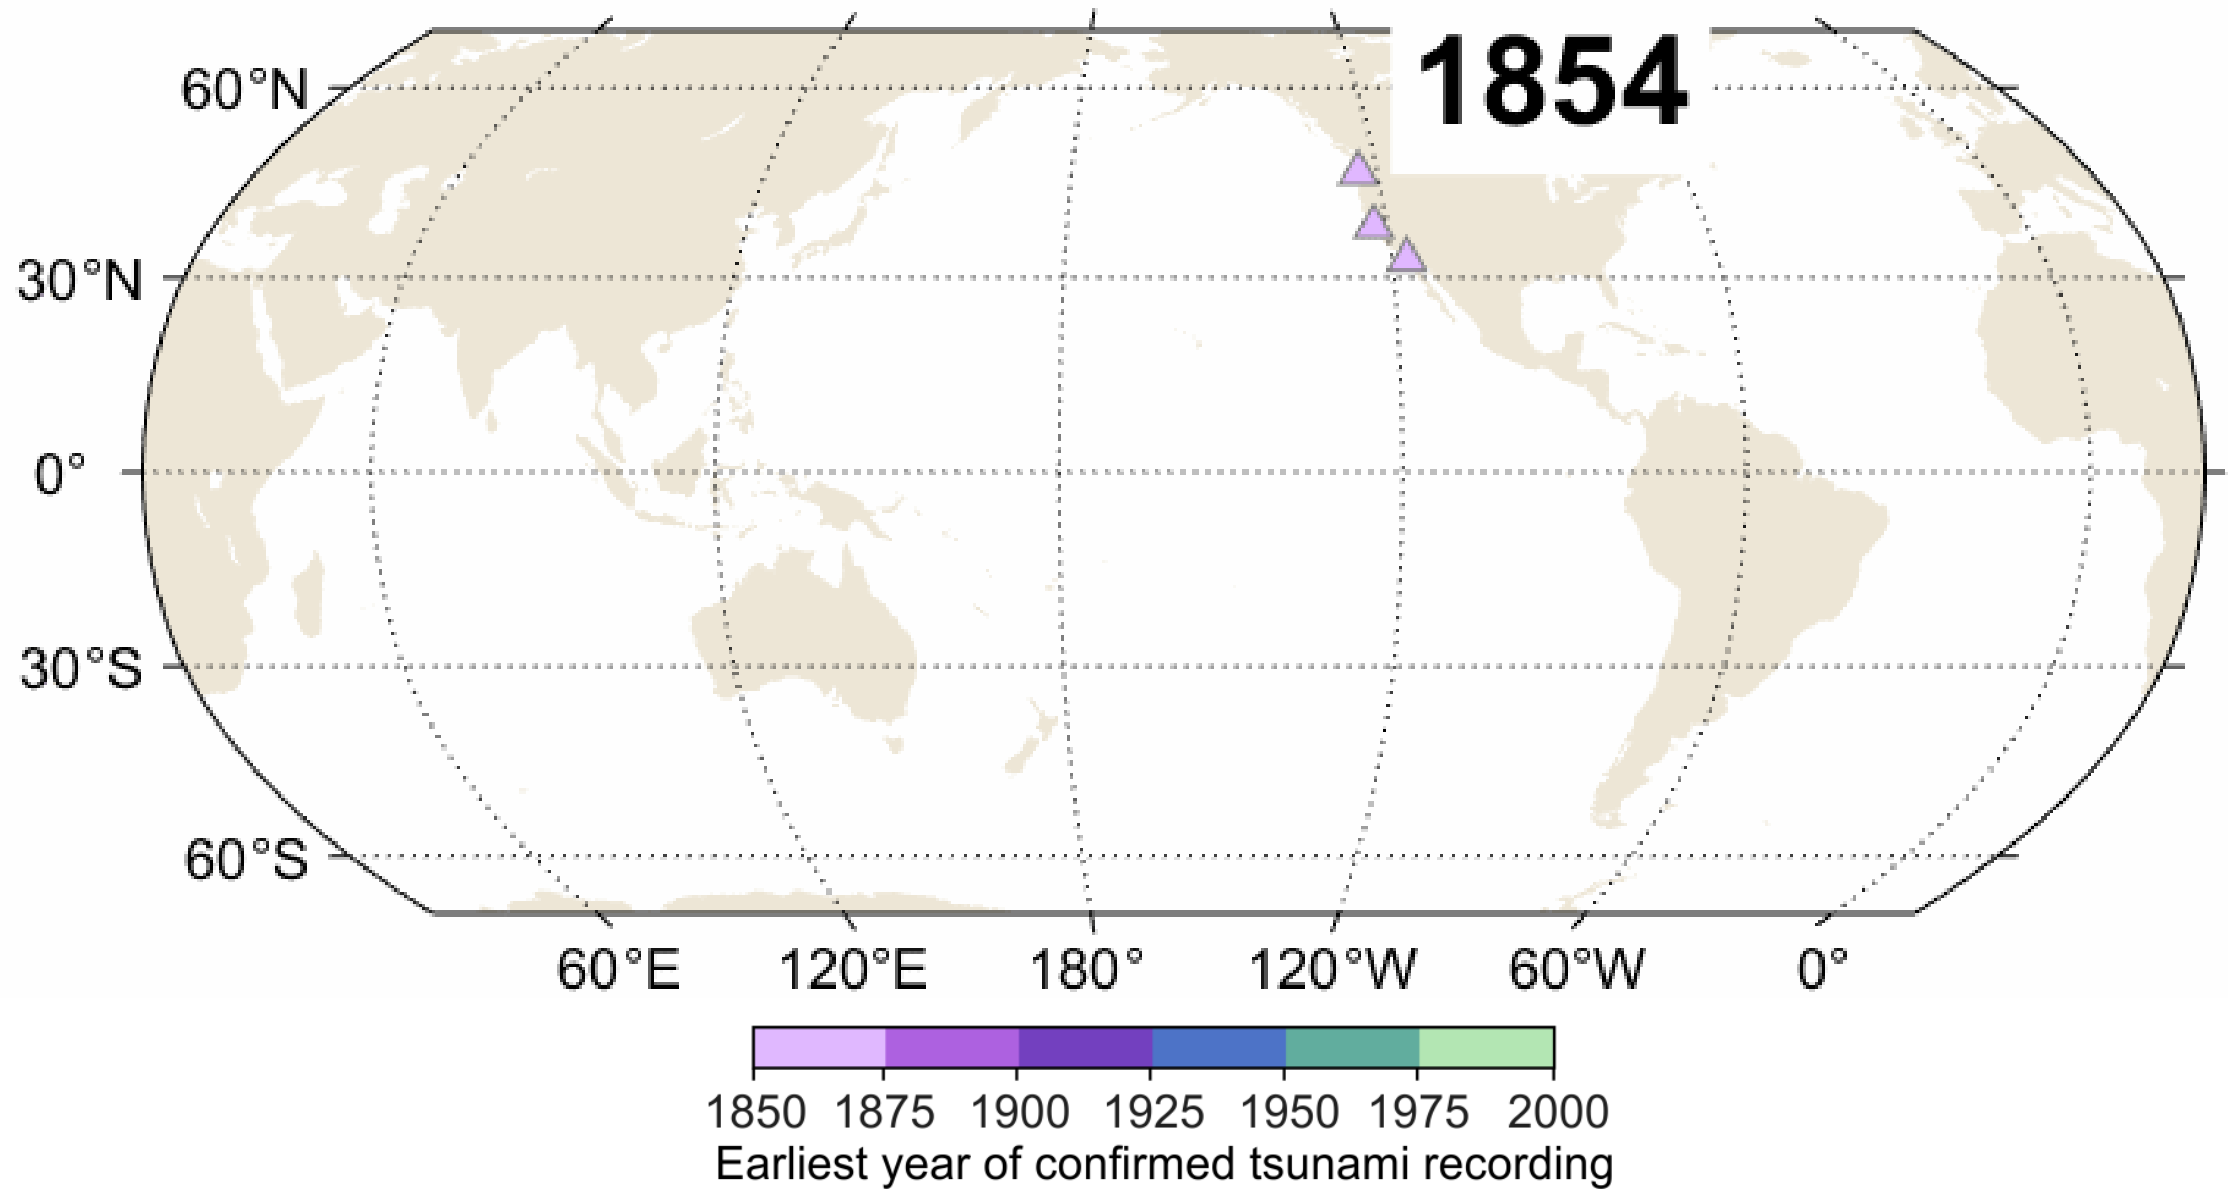 1854
60°N
30°N
0°
30°S
60°S
60°E 120°E 180° 120°W 60°W 0°
1850 1875 1900 1925 1950 1975 2000
Earliest year of confirmed tsunami recording